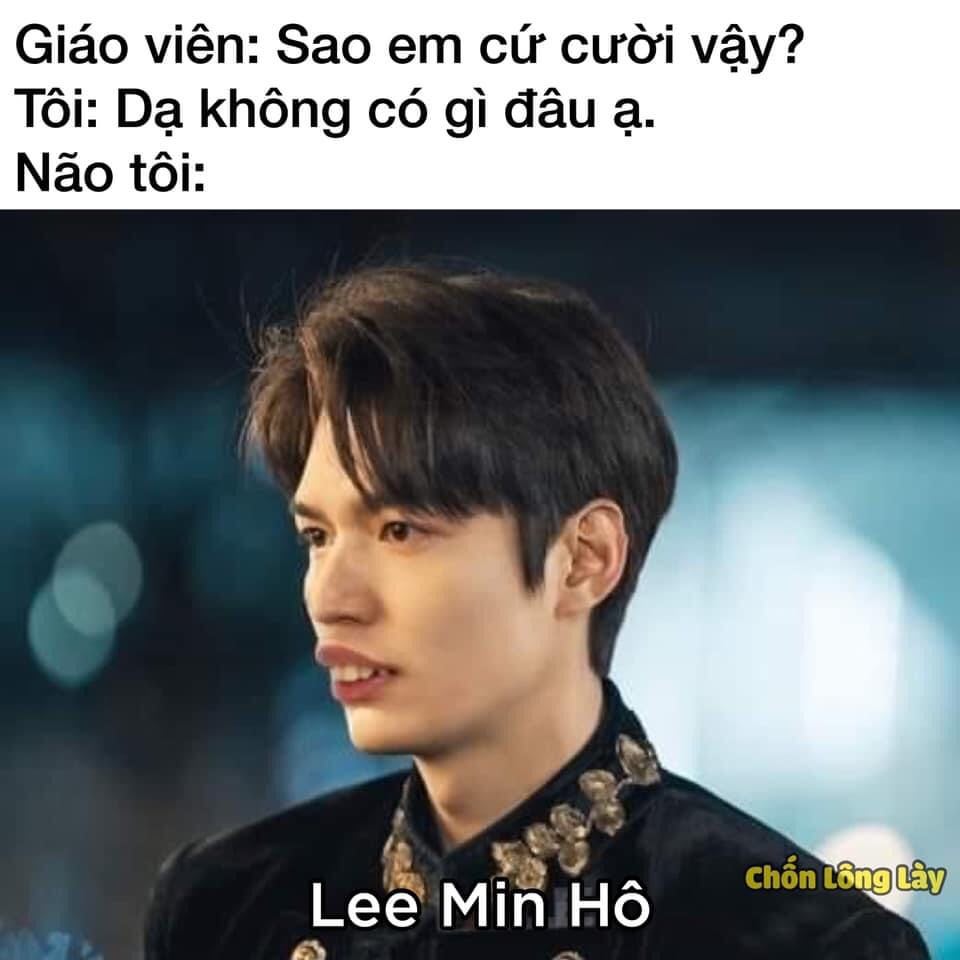 Giáo viên: Sao em cứ cười vậy?
Tôi: Dạ không có gì đâu ạ.
Não tôi:
Chốn Lông Lày
Lee Min Hô